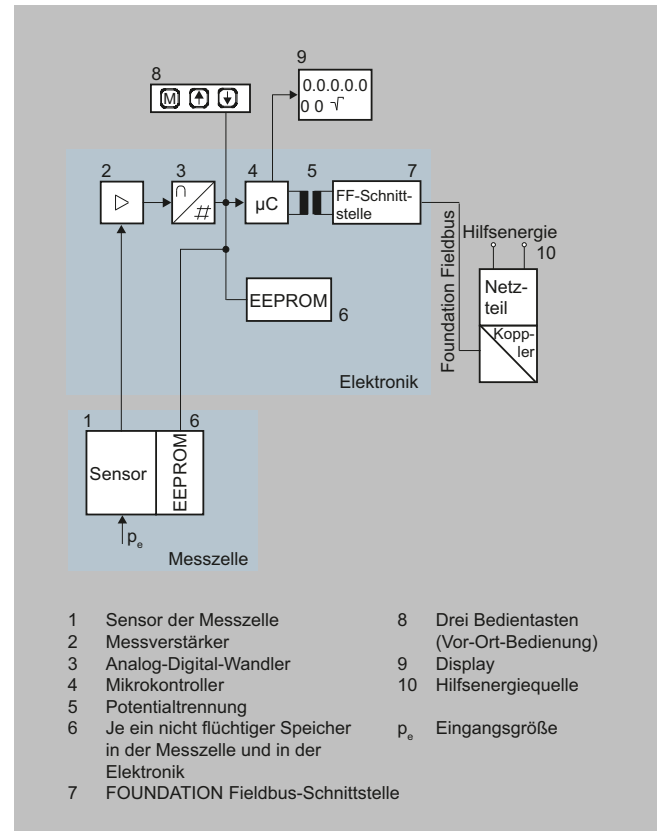 9
8
0.0.0.0.0
0 0 √
M
2
3
4
5
7
∩
#
µC
FF-Schnitt-
stelle
Foundation Fieldbus
Hilfsenergie
10
Netz-
teil
Kopp-
ler
EEPROM
6
Elektronik
1
6
Sensor
EEPROM
pₑ
Messzelle
1 Sensor der Messzelle
2 Messverstärker
3 Analog-Digital-Wandler
4 Mikrokontroller
5 Potentialtrennung
6 Je ein nicht flüchtiger Speicher
in der Messzelle und in der
Elektronik
7 FOUNDATION Fieldbus-Schnittstelle
8 Drei Bedientasten
(Vor-Ort-Bedienung)
9 Display
10 Hilfsenergiequelle
pₑ Eingangsgröße